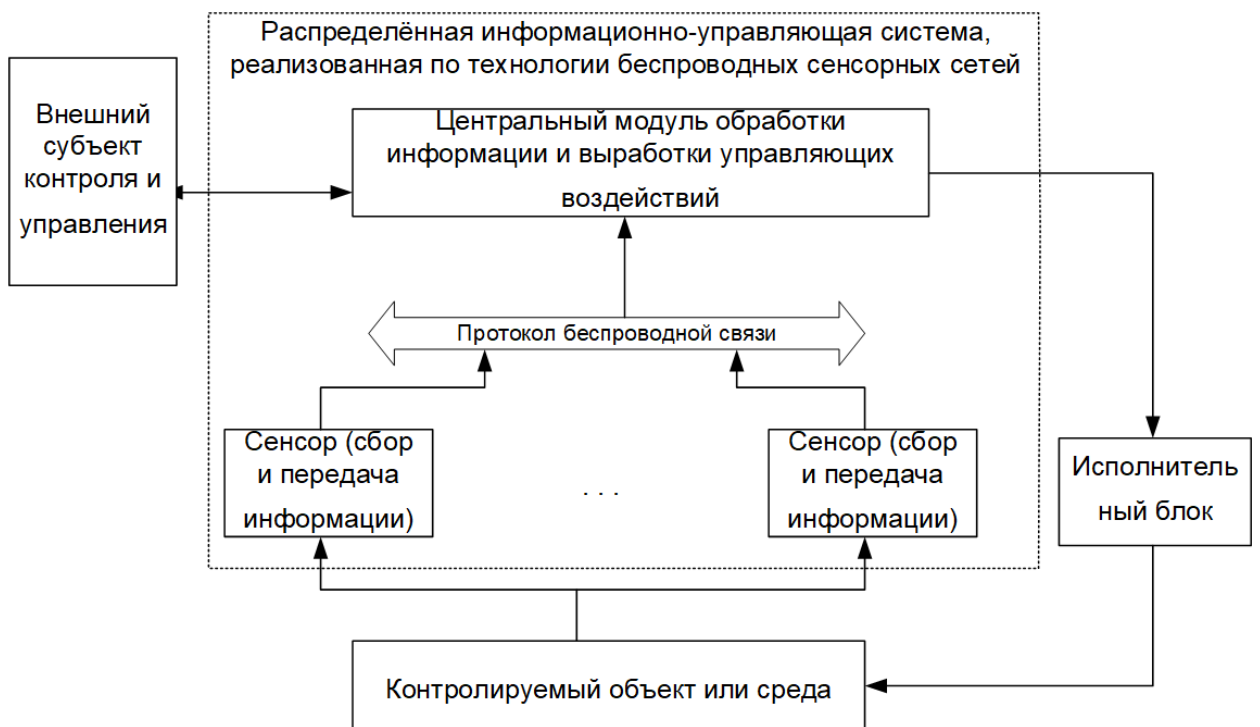 Распределённая информационно-управляющая система,
реализованная по технологии беспроводных сенсорных сетей
Внешний
субъект
контроля и
управления
Центральный модуль обработки
информации и выработки управляющих
воздействий
Протокол беспроводной связи
Сенсор (сбор
и передача
информации)
. . .
Сенсор (сбор
и передача
информации)
Исполнитель
ный блок
Контролируемый объект или среда